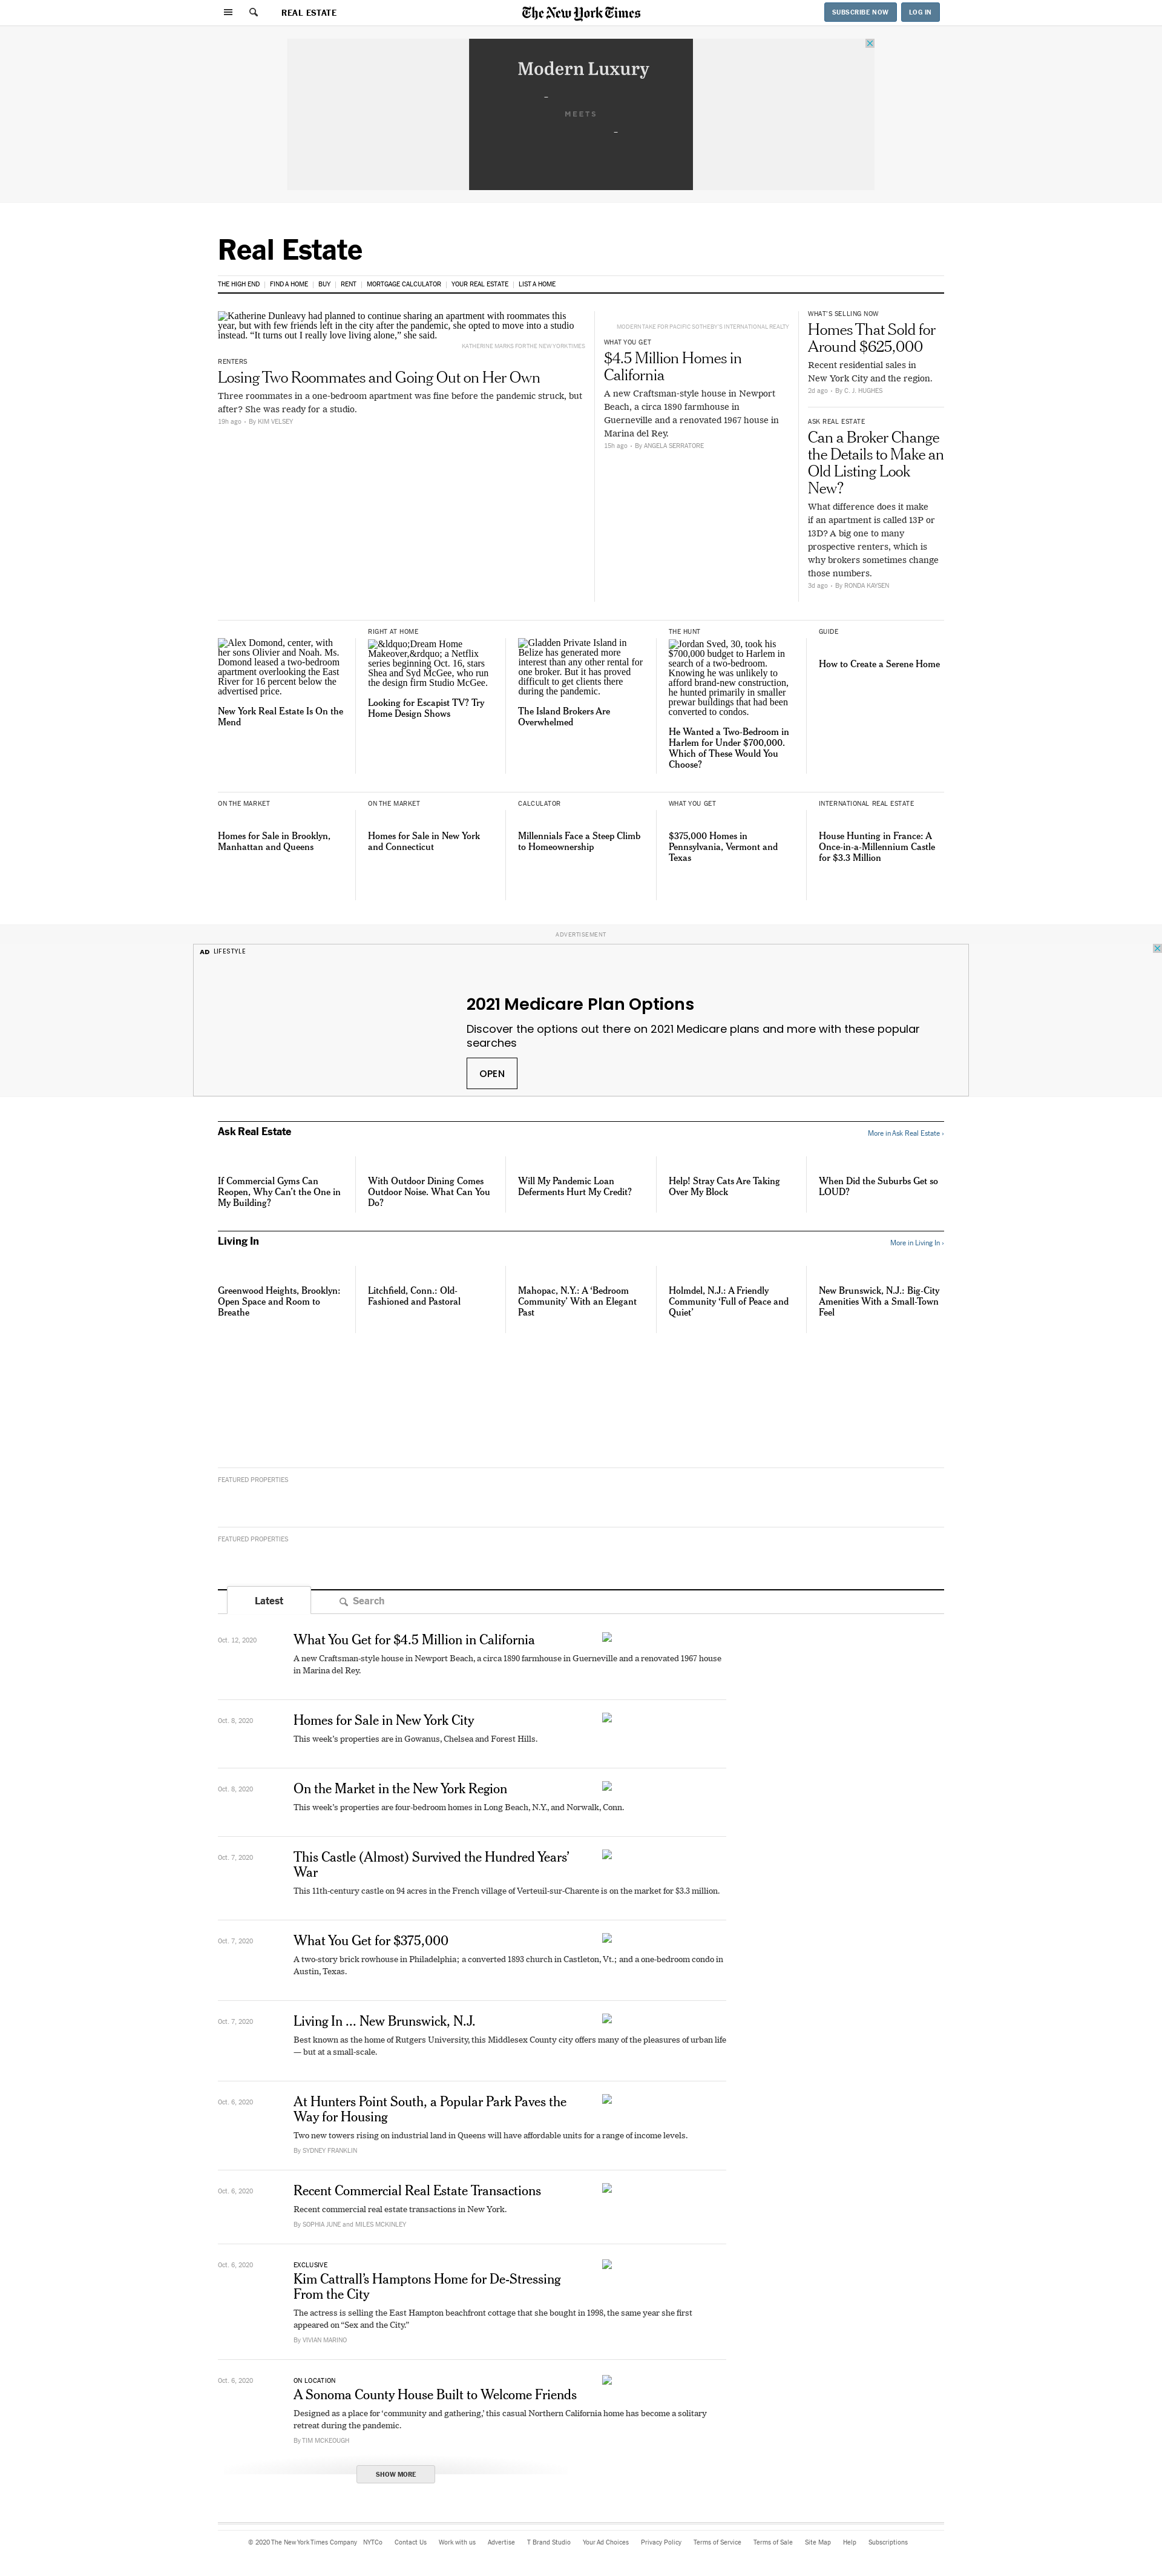 REAL ESTATE
The New York Times
SUBSCRIBE NOW
LOG IN
Modern Luxury
MEETS
Real Estate
THE HIGH END | FIND A HOME | BUY | RENT | MORTGAGE CALCULATOR | YOUR REAL ESTATE | LIST A HOME
Katherine Dunleavy had planned to continue sharing an apartment with roommates this
year, but with few friends left in the city after the pandemic, she opted to move into a studio
instead. “It turns out I really love living alone,” she said.
KATHERINE MARKS FOR THE NEW YORK TIMES
RENTERS
Losing Two Roommates and Going Out on Her Own
Three roommates in a one-bedroom apartment was fine before the pandemic struck, but
after? She was ready for a studio.
19h ago • By KIM VELSEY
MODERN TAKE FOR PACIFIC SOTHEBY'S INTERNATIONAL REALTY
WHAT YOU GET
$4.5 Million Homes in
California
A new Craftsman-style house in Newport
Beach, a circa 1890 farmhouse in
Guerneville and a renovated 1967 house in
Marina del Rey.
15h ago • By ANGELA SERRATORE
WHAT'S SELLING NOW
Homes That Sold for
Around $625,000
Recent residential sales in
New York City and the region.
2d ago • By C. J. HUGHES
ASK REAL ESTATE
Can a Broker Change
the Details to Make an
Old Listing Look
New?
What difference does it make
if an apartment is called 13P or
13D? A big one to many
prospective renters, which is
why brokers sometimes change
those numbers.
3d ago • By RONDA KAYSEN
Alex Domond, center, with
her sons Olivier and Noah. Ms.
Domond leased a two-bedroom
apartment overlooking the East
River for 16 percent below the
advertised price.
New York Real Estate Is On the
Mend
RIGHT AT HOME
&ldquo;Dream Home
Makeover,&rdquo; a Netflix
series beginning Oct. 16, stars
Shea and Syd McGee, who run
the design firm Studio McGee.
Looking for Escapist TV? Try
Home Design Shows
Gladden Private Island in
Belize has generated more
interest than any other rental for
one broker. But it has proved
difficult to get clients there
during the pandemic.
The Island Brokers Are
Overwhelmed
THE HUNT
Jordan Sved, 30, took his
$700,000 budget to Harlem in
search of a two-bedroom.
Knowing he was unlikely to
afford brand-new construction,
he hunted primarily in smaller
prewar buildings that had been
converted to condos.
He Wanted a Two-Bedroom in
Harlem for Under $700,000.
Which of These Would You
Choose?
GUIDE
How to Create a Serene Home
ON THE MARKET
Homes for Sale in Brooklyn,
Manhattan and Queens
ON THE MARKET
Homes for Sale in New York
and Connecticut
CALCULATOR
Millennials Face a Steep Climb
to Homeownership
WHAT YOU GET
$375,000 Homes in
Pennsylvania, Vermont and
Texas
INTERNATIONAL REAL ESTATE
House Hunting in France: A
Once-in-a-Millennium Castle
for $3.3 Million
ADVERTISEMENT
AD LIFESTYLE
2021 Medicare Plan Options
Discover the options out there on 2021 Medicare plans and more with these popular
searches
OPEN
Ask Real Estate
More in Ask Real Estate ›
If Commercial Gyms Can
Reopen, Why Can't the One in
My Building?
With Outdoor Dining Comes
Outdoor Noise. What Can You
Do?
Will My Pandemic Loan
Deferments Hurt My Credit?
Help! Stray Cats Are Taking
Over My Block
When Did the Suburbs Get so
LOUD?
Living In
More in Living In ›
Greenwood Heights, Brooklyn:
Open Space and Room to
Breathe
Litchfield, Conn.: Old-
Fashioned and Pastoral
Mahopac, N.Y.: A ‘Bedroom
Community’ With an Elegant
Past
Holmdel, N.J.: A Friendly
Community ‘Full of Peace and
Quiet’
New Brunswick, N.J.: Big-City
Amenities With a Small-Town
Feel
FEATURED PROPERTIES
FEATURED PROPERTIES
Latest
Search
Oct. 12, 2020
What You Get for $4.5 Million in California
A new Craftsman-style house in Newport Beach, a circa 1890 farmhouse in Guerneville and a renovated 1967 house
in Marina del Rey.
Oct. 8, 2020
Homes for Sale in New York City
This week's properties are in Gowanus, Chelsea and Forest Hills.
Oct. 8, 2020
On the Market in the New York Region
This week's properties are four-bedroom homes in Long Beach, N.Y., and Norwalk, Conn.
Oct. 7, 2020
This Castle (Almost) Survived the Hundred Years’
War
This 11th-century castle on 94 acres in the French village of Verteuil-sur-Charente is on the market for $3.3 million.
Oct. 7, 2020
What You Get for $375,000
A two-story brick rowhouse in Philadelphia; a converted 1893 church in Castleton, Vt.; and a one-bedroom condo in
Austin, Texas.
Oct. 7, 2020
Living In ... New Brunswick, N.J.
Best known as the home of Rutgers University, this Middlesex County city offers many of the pleasures of urban life
— but at a small-scale.
Oct. 6, 2020
At Hunters Point South, a Popular Park Paves the
Way for Housing
Two new towers rising on industrial land in Queens will have affordable units for a range of income levels.
By SYDNEY FRANKLIN
Oct. 6, 2020
Recent Commercial Real Estate Transactions
Recent commercial real estate transactions in New York.
By SOPHIA JUNE and MILES MCKINLEY
Oct. 6, 2020
EXCLUSIVE
Kim Cattrall’s Hamptons Home for De-Stressing
From the City
The actress is selling the East Hampton beachfront cottage that she bought in 1998, the same year she first
appeared on “Sex and the City.”
By VIVIAN MARINO
Oct. 6, 2020
ON LOCATION
A Sonoma County House Built to Welcome Friends
Designed as a place for ‘community and gathering,’ this casual Northern California home has become a solitary
retreat during the pandemic.
By TIM MCKEOUGH
SHOW MORE
© 2020 The New York Times Company NYTCo Contact Us Work with us Advertise T Brand Studio Your Ad Choices Privacy Policy Terms of Service Terms of Sale Site Map Help Subscriptions